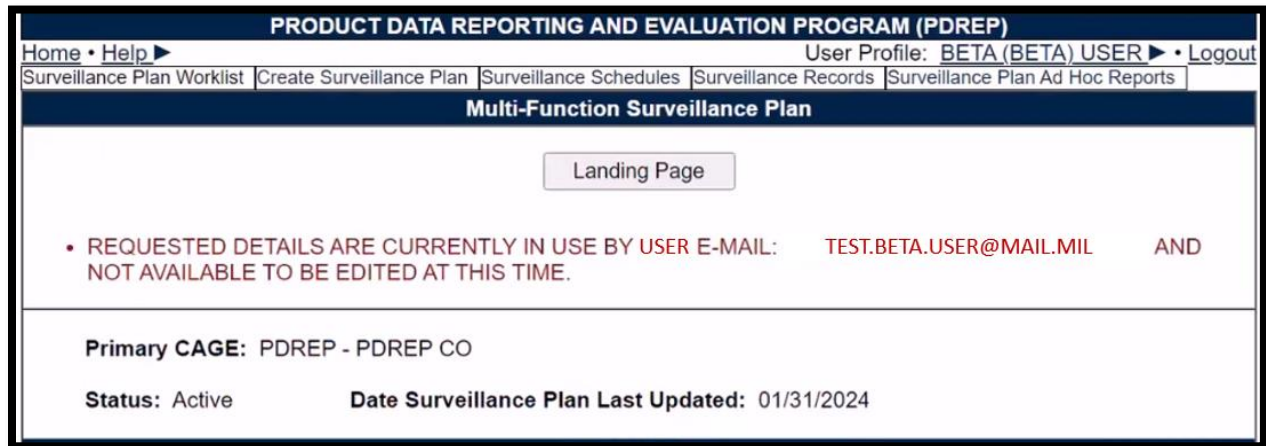 PRODUCT DATA REPORTING AND EVALUATION PROGRAM (PDREP)
Home • Help ▶ User Profile: BETA (BETA) USER ▶ • Logout
Surveillance Plan Worklist Create Surveillance Plan Surveillance Schedules Surveillance Records Surveillance Plan Ad Hoc Reports
Multi-Function Surveillance Plan
Landing Page
• REQUESTED DETAILS ARE CURRENTLY IN USE BY USER E-MAIL: TEST.BETA.USER@MAIL.MIL AND
NOT AVAILABLE TO BE EDITED AT THIS TIME.
Primary CAGE: PDREP - PDREP CO
Status: Active Date Surveillance Plan Last Updated: 01/31/2024